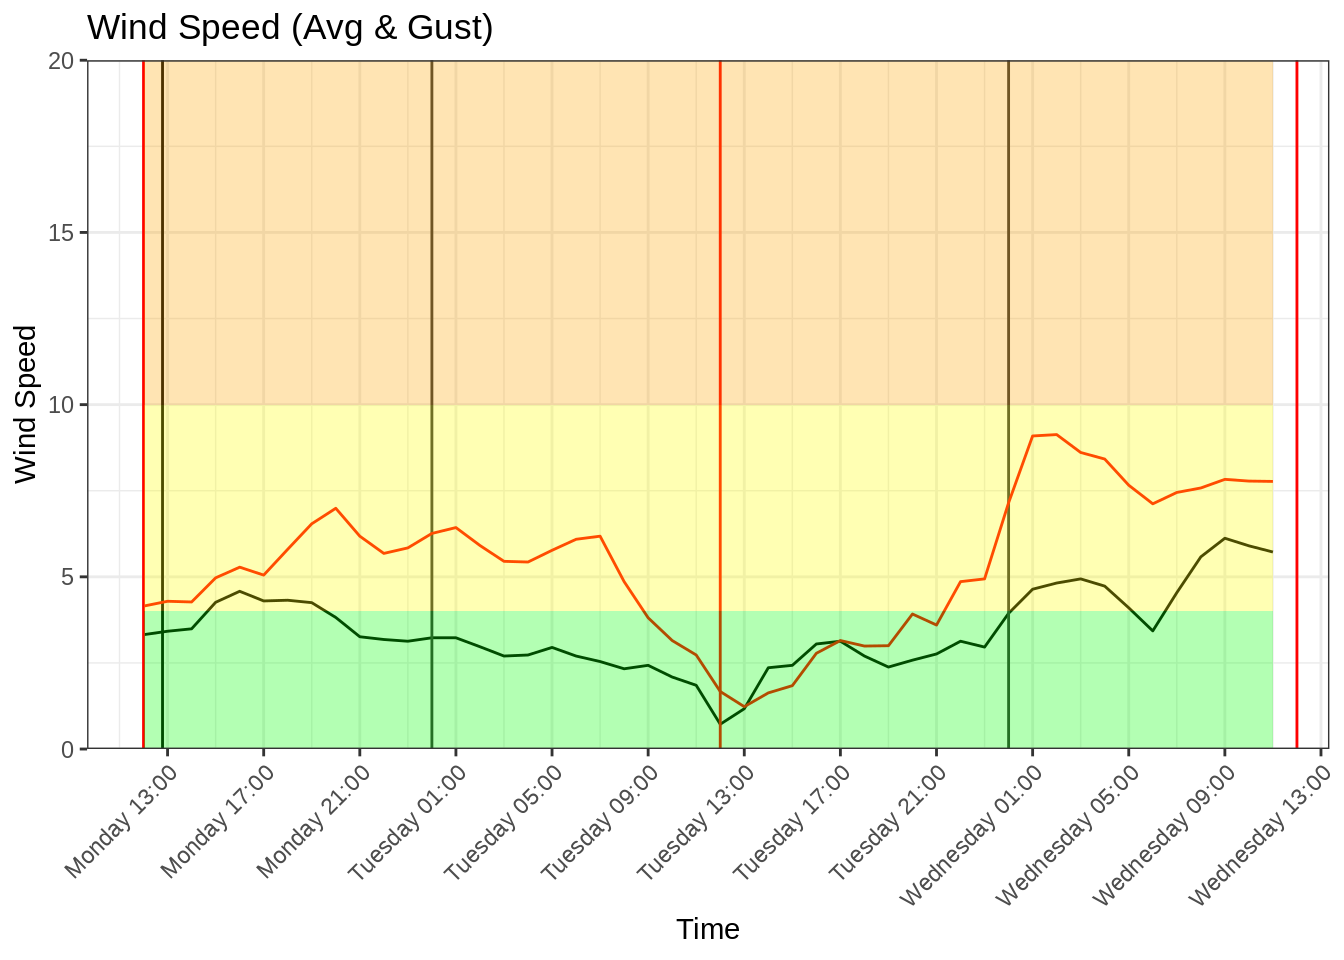 Wind Speed (Avg & Gust)
Wind Speed
20
15
10
5
0
Monday 13:00
Monday 17:00
Monday 21:00
Tuesday 01:00
Tuesday 05:00
Tuesday 09:00
Tuesday 13:00
Tuesday 17:00
Tuesday 21:00
Wednesday 01:00
Wednesday 05:00
Wednesday 09:00
Wednesday 13:00
Time